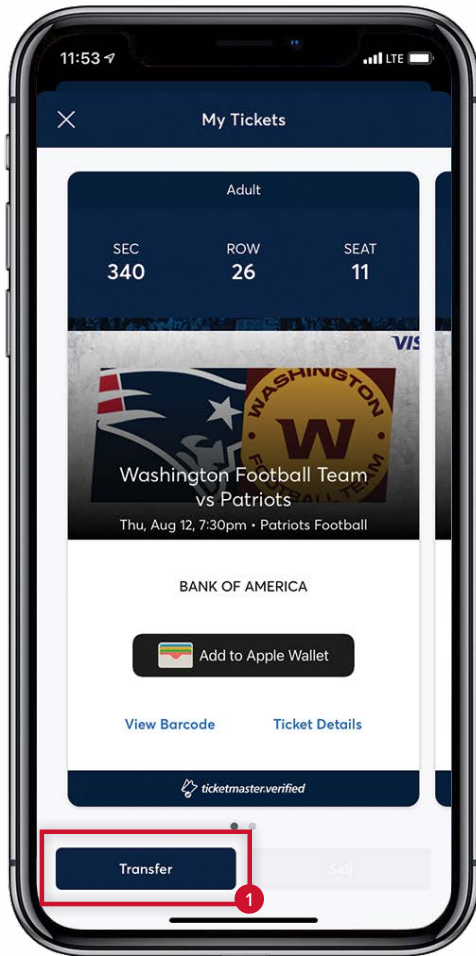 11:53 LTE
My Tickets
Adult
SEC ROW SEAT
340 26 11
VIS
WASHINGTON
W
FOOTBALL TEAM
Washington Football Team
vs Patriots
Thu, Aug 12, 7:30pm • Patriots Football
BANK OF AMERICA
Add to Apple Wallet
View Barcode Ticket Details
ticketmaster.verified
Transfer Sell
1